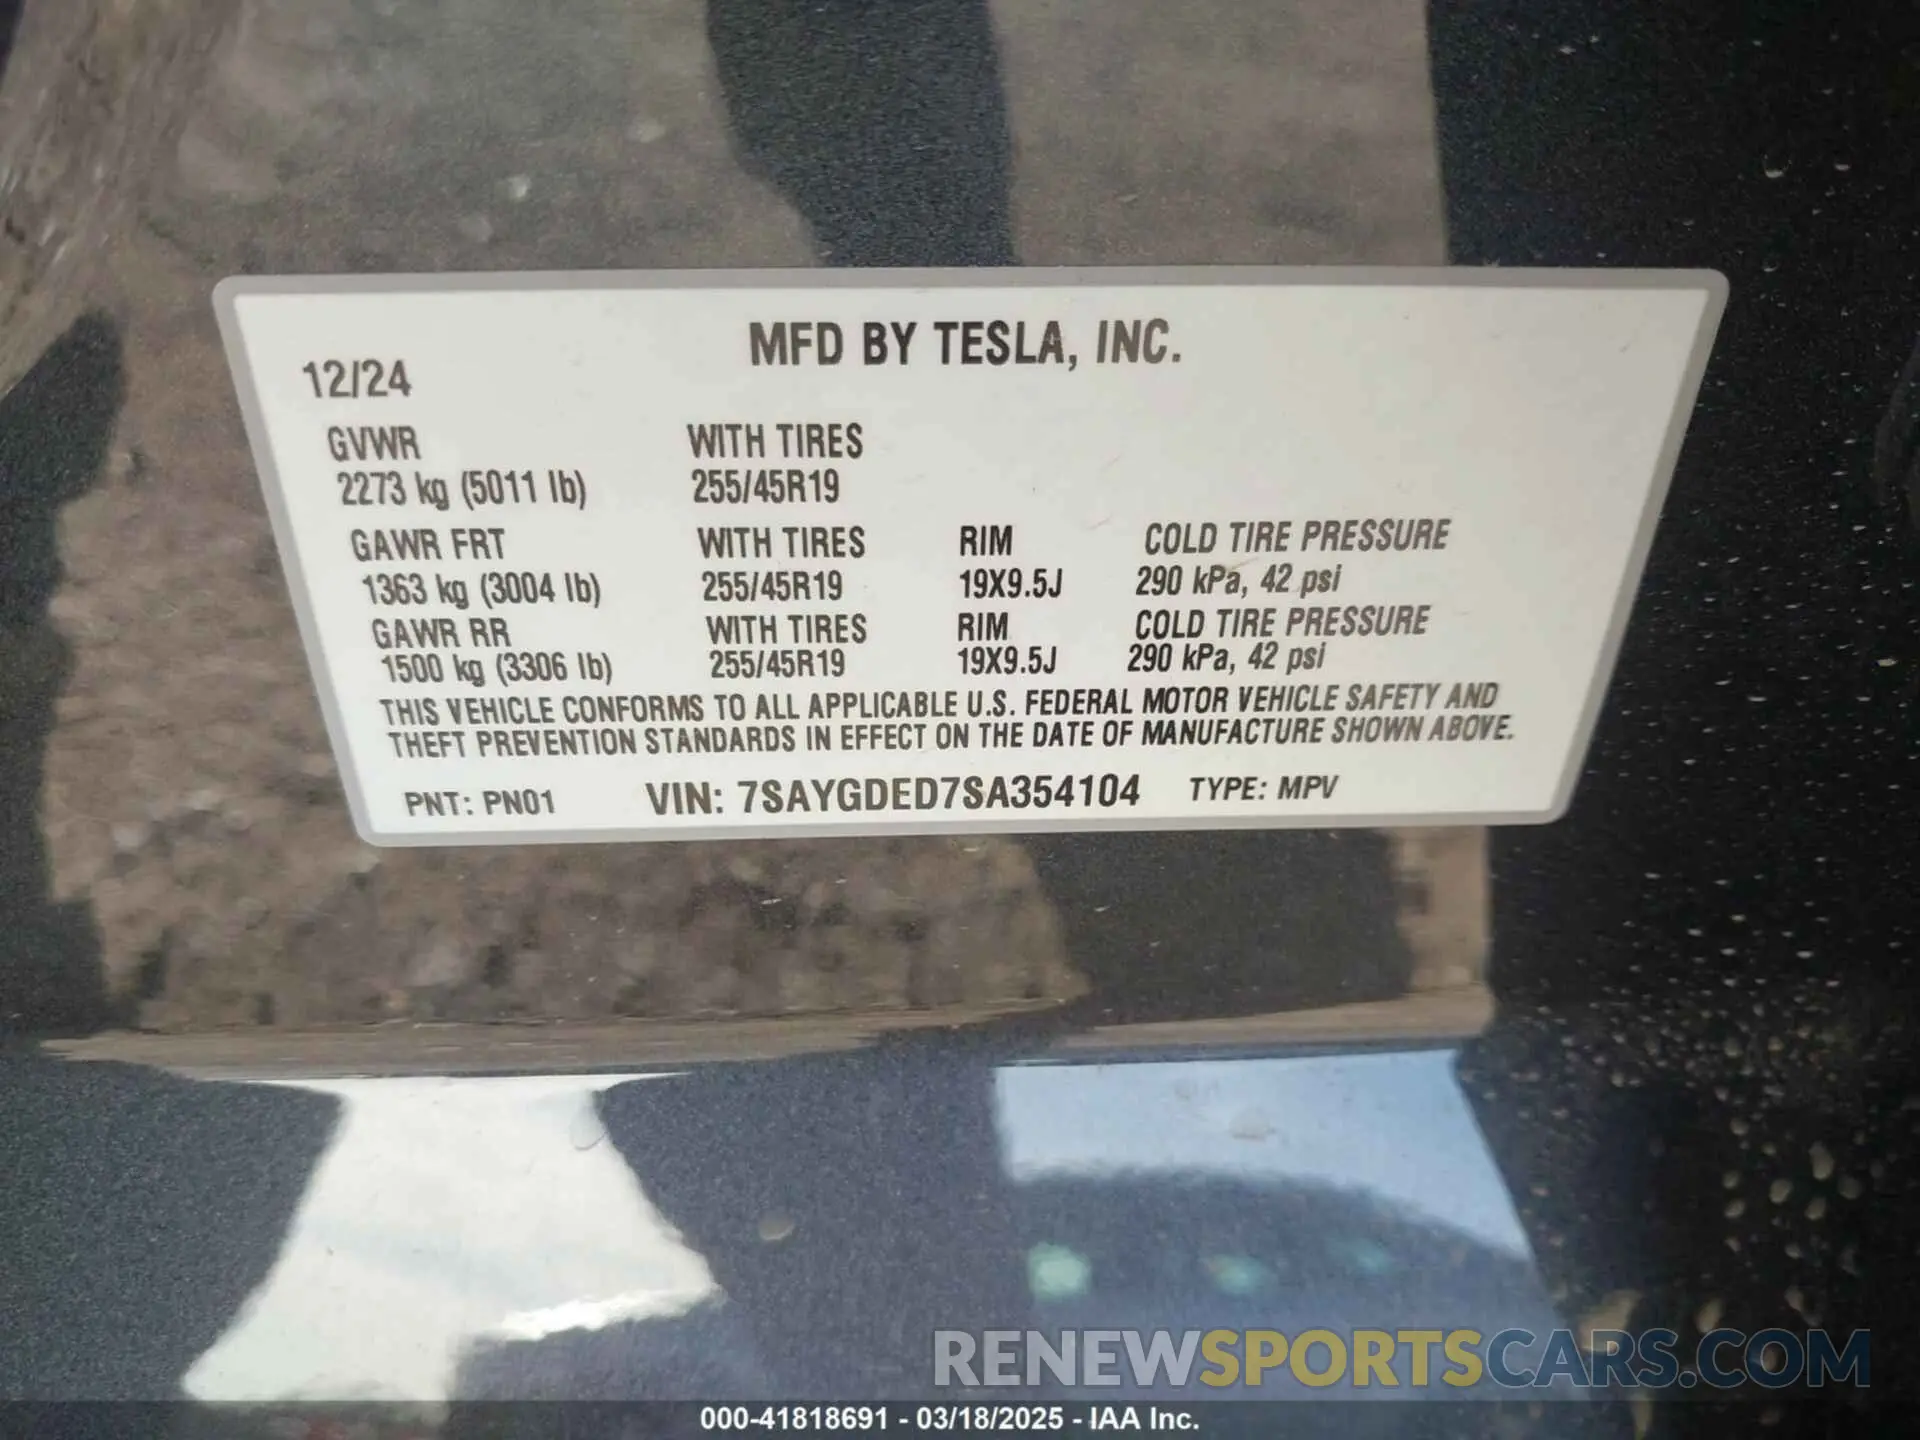 MFD BY TESLA, INC.
12/24
GVWR WITH TIRES
2273 kg (5011 lb) 255/45R19
GAWR FRT WITH TIRES RIM COLD TIRE PRESSURE
1363 kg (3004 lb) 255/45R19 19X9.5J 290 kPa, 42 psi
GAWR RR WITH TIRES RIM COLD TIRE PRESSURE
1500 kg (3306 lb) 255/45R19 19X9.5J 290 kPa, 42 psi
THIS VEHICLE CONFORMS TO ALL APPLICABLE U.S. FEDERAL MOTOR VEHICLE SAFETY AND
THEFT PREVENTION STANDARDS IN EFFECT ON THE DATE OF MANUFACTURE SHOWN ABOVE.
PNT: PN01 VIN: 7SAYGDED7SA354104 TYPE: MPV
RENEWSPORTSCARS.COM
000-41818691 - 03/18/2025 - IAA Inc.